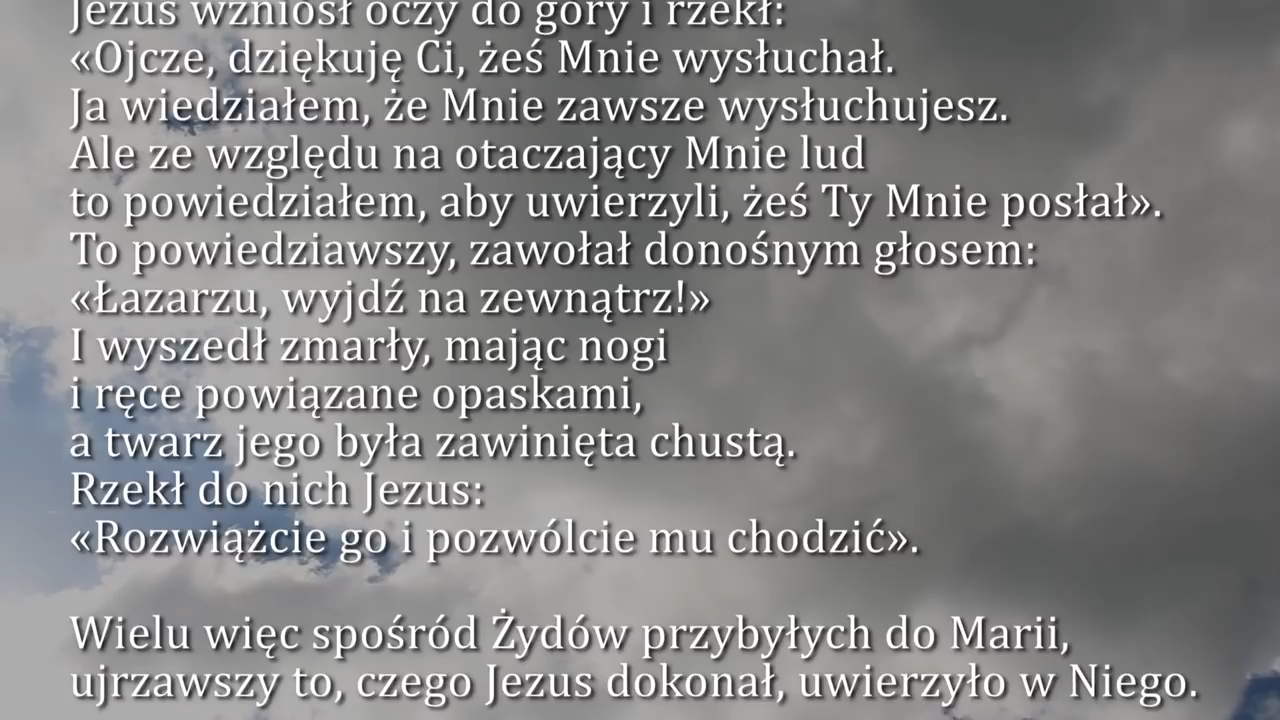 Jezus wzniósł oczy do góry i rzekł:
«Ojcze, dziękuję Ci, żeś Mnie wysłuchał.
Ja wiedziałem, że Mnie zawsze wysłuchujesz.
Ale ze względu na otaczający Mnie lud
to powiedziałem, aby uwierzyli, żeś Ty Mnie posłał».
To powiedziawszy, zawołał donośnym głosem:
«Łazarzu, wyjdź na zewnątrz!»
I wyszedł zmarły, mając nogi
i ręce powiązane opaskami,
a twarz jego była zawinięta chustą.
Rzekł do nich Jezus:
«Rozwiążcie go i pozwólcie mu chodzić».
Wielu więc spośród Żydów przybyłych do Marii,
ujrzawszy to, czego Jezus dokonał, uwierzyło w Niego.